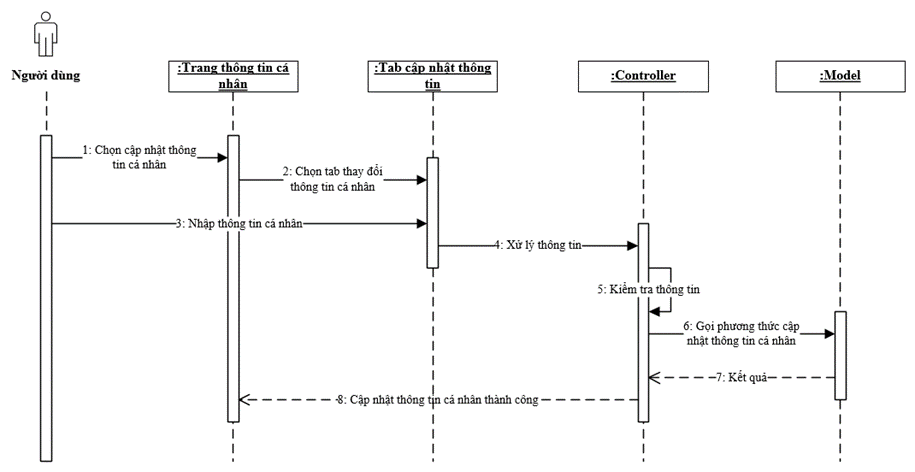 Người dùng
:Trang thông tin cá
nhân
:Tab cập nhật thông
tin
:Controller
:Model
1: Chọn cập nhật thông
tin cá nhân
2: Chọn tab thay đổi
thông tin cá nhân
3: Nhập thông tin cá nhân
4: Xử lý thông tin
5: Kiểm tra thông tin
6: Gọi phương thức cập
nhật thông tin cá nhân
7: Kết quả
8: Cập nhật thông tin cá nhân thành công